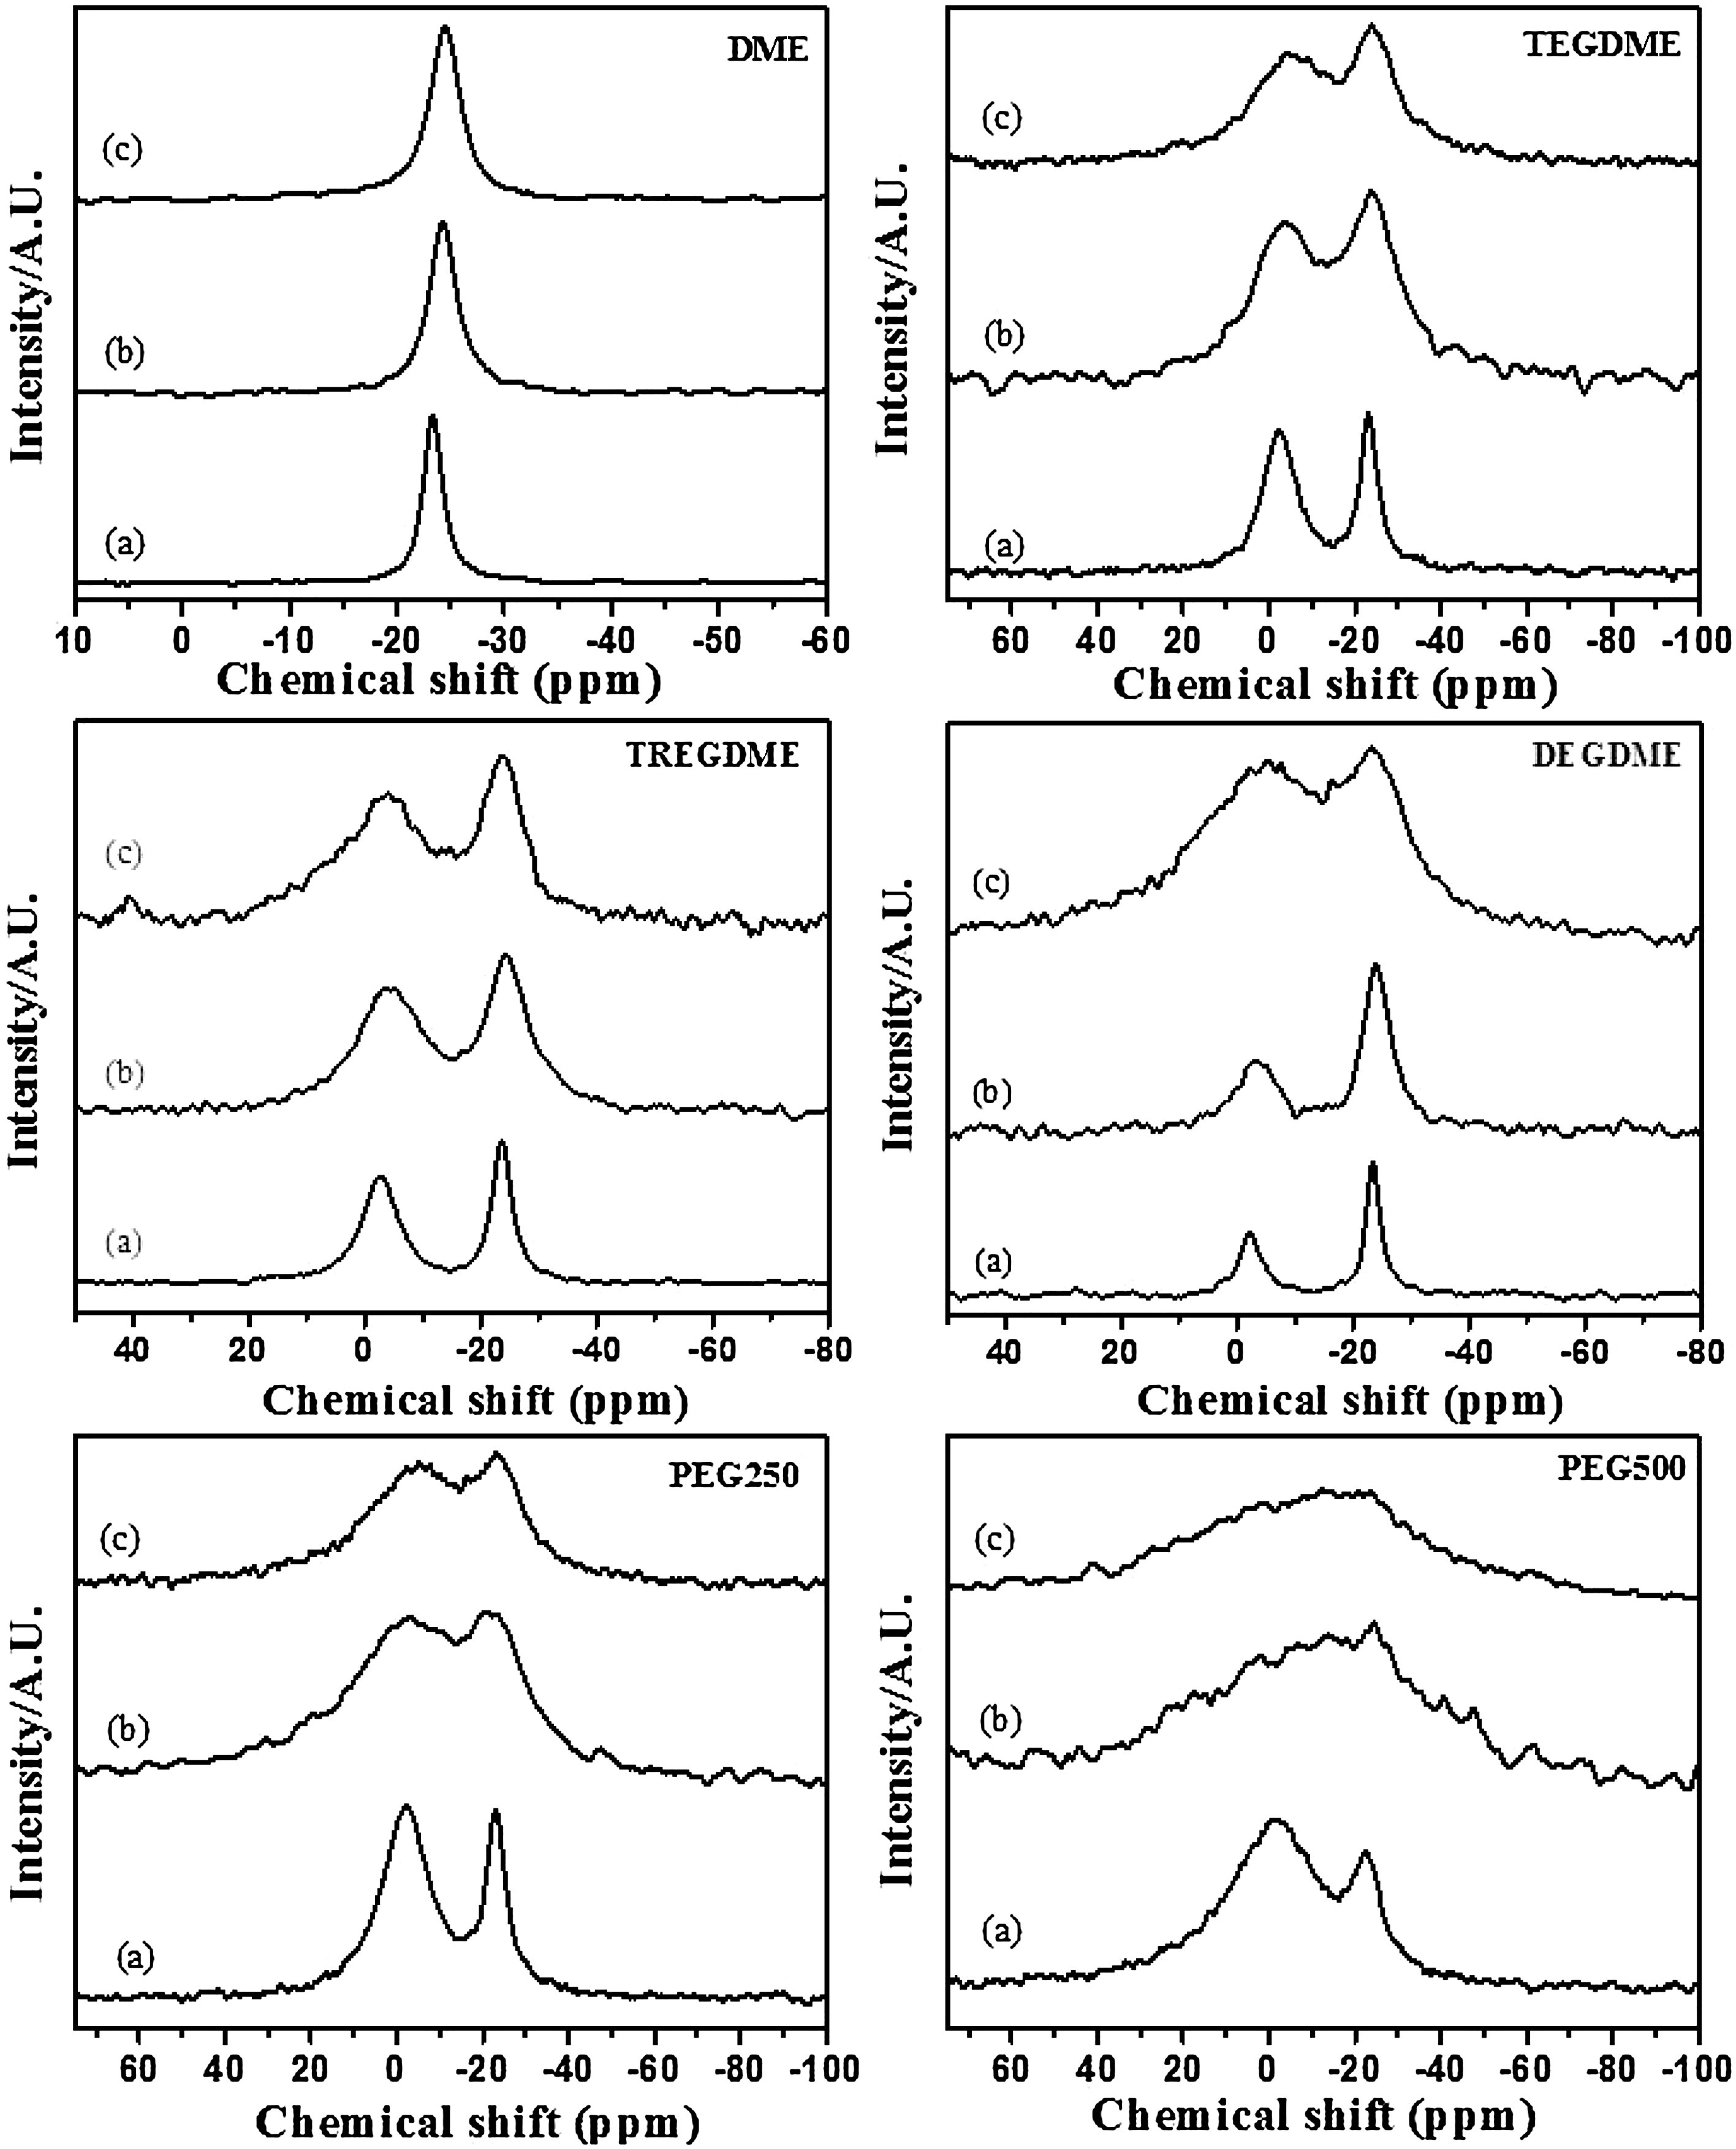 DME
Intensity/A.U.
(c)
(b)
(a)
10 0 -10 -20 -30 -40 -50 -60
Chemical shift (ppm)
TEGDME
Intensity/A.U.
(c)
(b)
(a)
60 40 20 0 -20 -40 -60 -80 -100
Chemical shift (ppm)
TREGDME
Intensity/A.U.
(c)
(b)
(a)
40 20 0 -20 -40 -60 -80
Chemical shift (ppm)
DEGDME
Intensity/A.U.
(c)
(b)
(a)
40 20 0 -20 -40 -60 -80
Chemical shift (ppm)
PEG250
Intensity/A.U.
(c)
(b)
(a)
60 40 20 0 -20 -40 -60 -80 -100
Chemical shift (ppm)
PEG500
Intensity/A.U.
(c)
(b)
(a)
60 40 20 0 -20 -40 -60 -80 -100
Chemical shift (ppm)